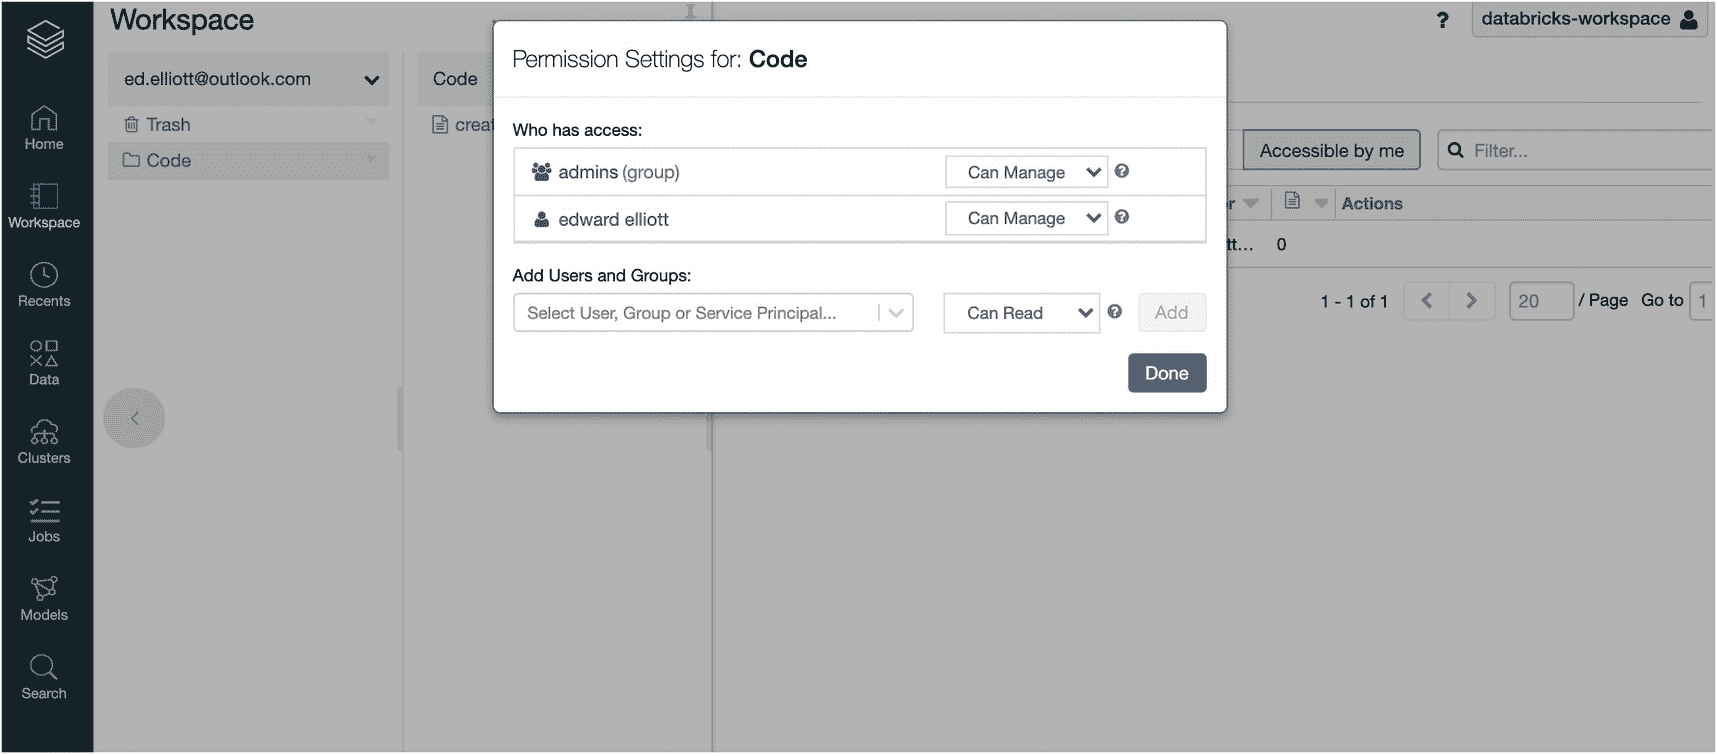 Workspace
? databricks-workspace
ed.elliott@outlook.com
Trash
Code
Code
creat
Home
Workspace
Recents
Data
Clusters
Jobs
Models
Search
Permission Settings for: Code
Who has access:
admins (group) Can Manage ?
edward elliott Can Manage ?
Add Users and Groups:
Select User, Group or Service Principal... Can Read ? Add
Done
Accessible by me Filter...
r Actions
tt... 0
1 - 1 of 1 20 / Page Go to 1